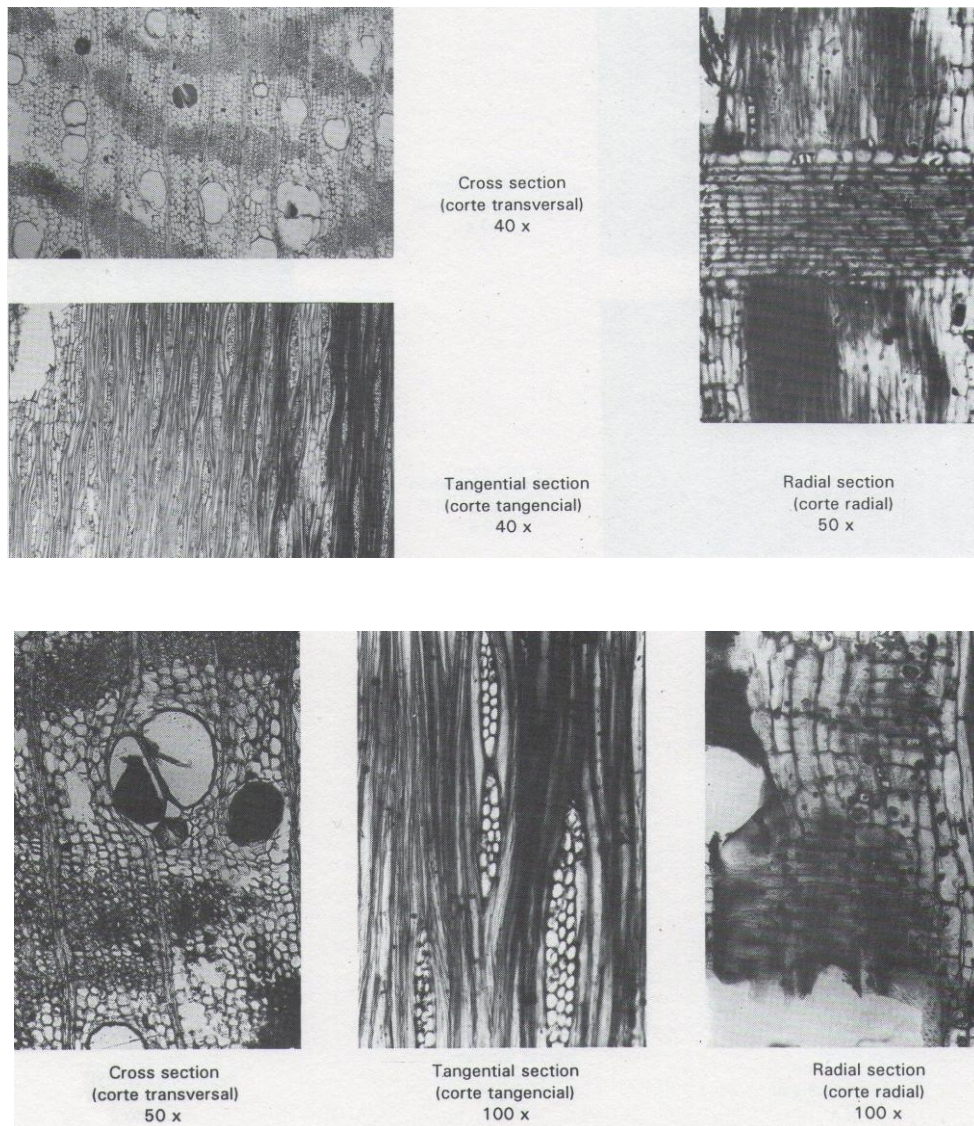 Cross section
(corte transversal)
40 x
Tangential section
(corte tangencial)
40 x
Radial section
(corte radial)
50 x
Cross section
(corte transversal)
50 x
Tangential section
(corte tangencial)
100 x
Radial section
(corte radial)
100 x